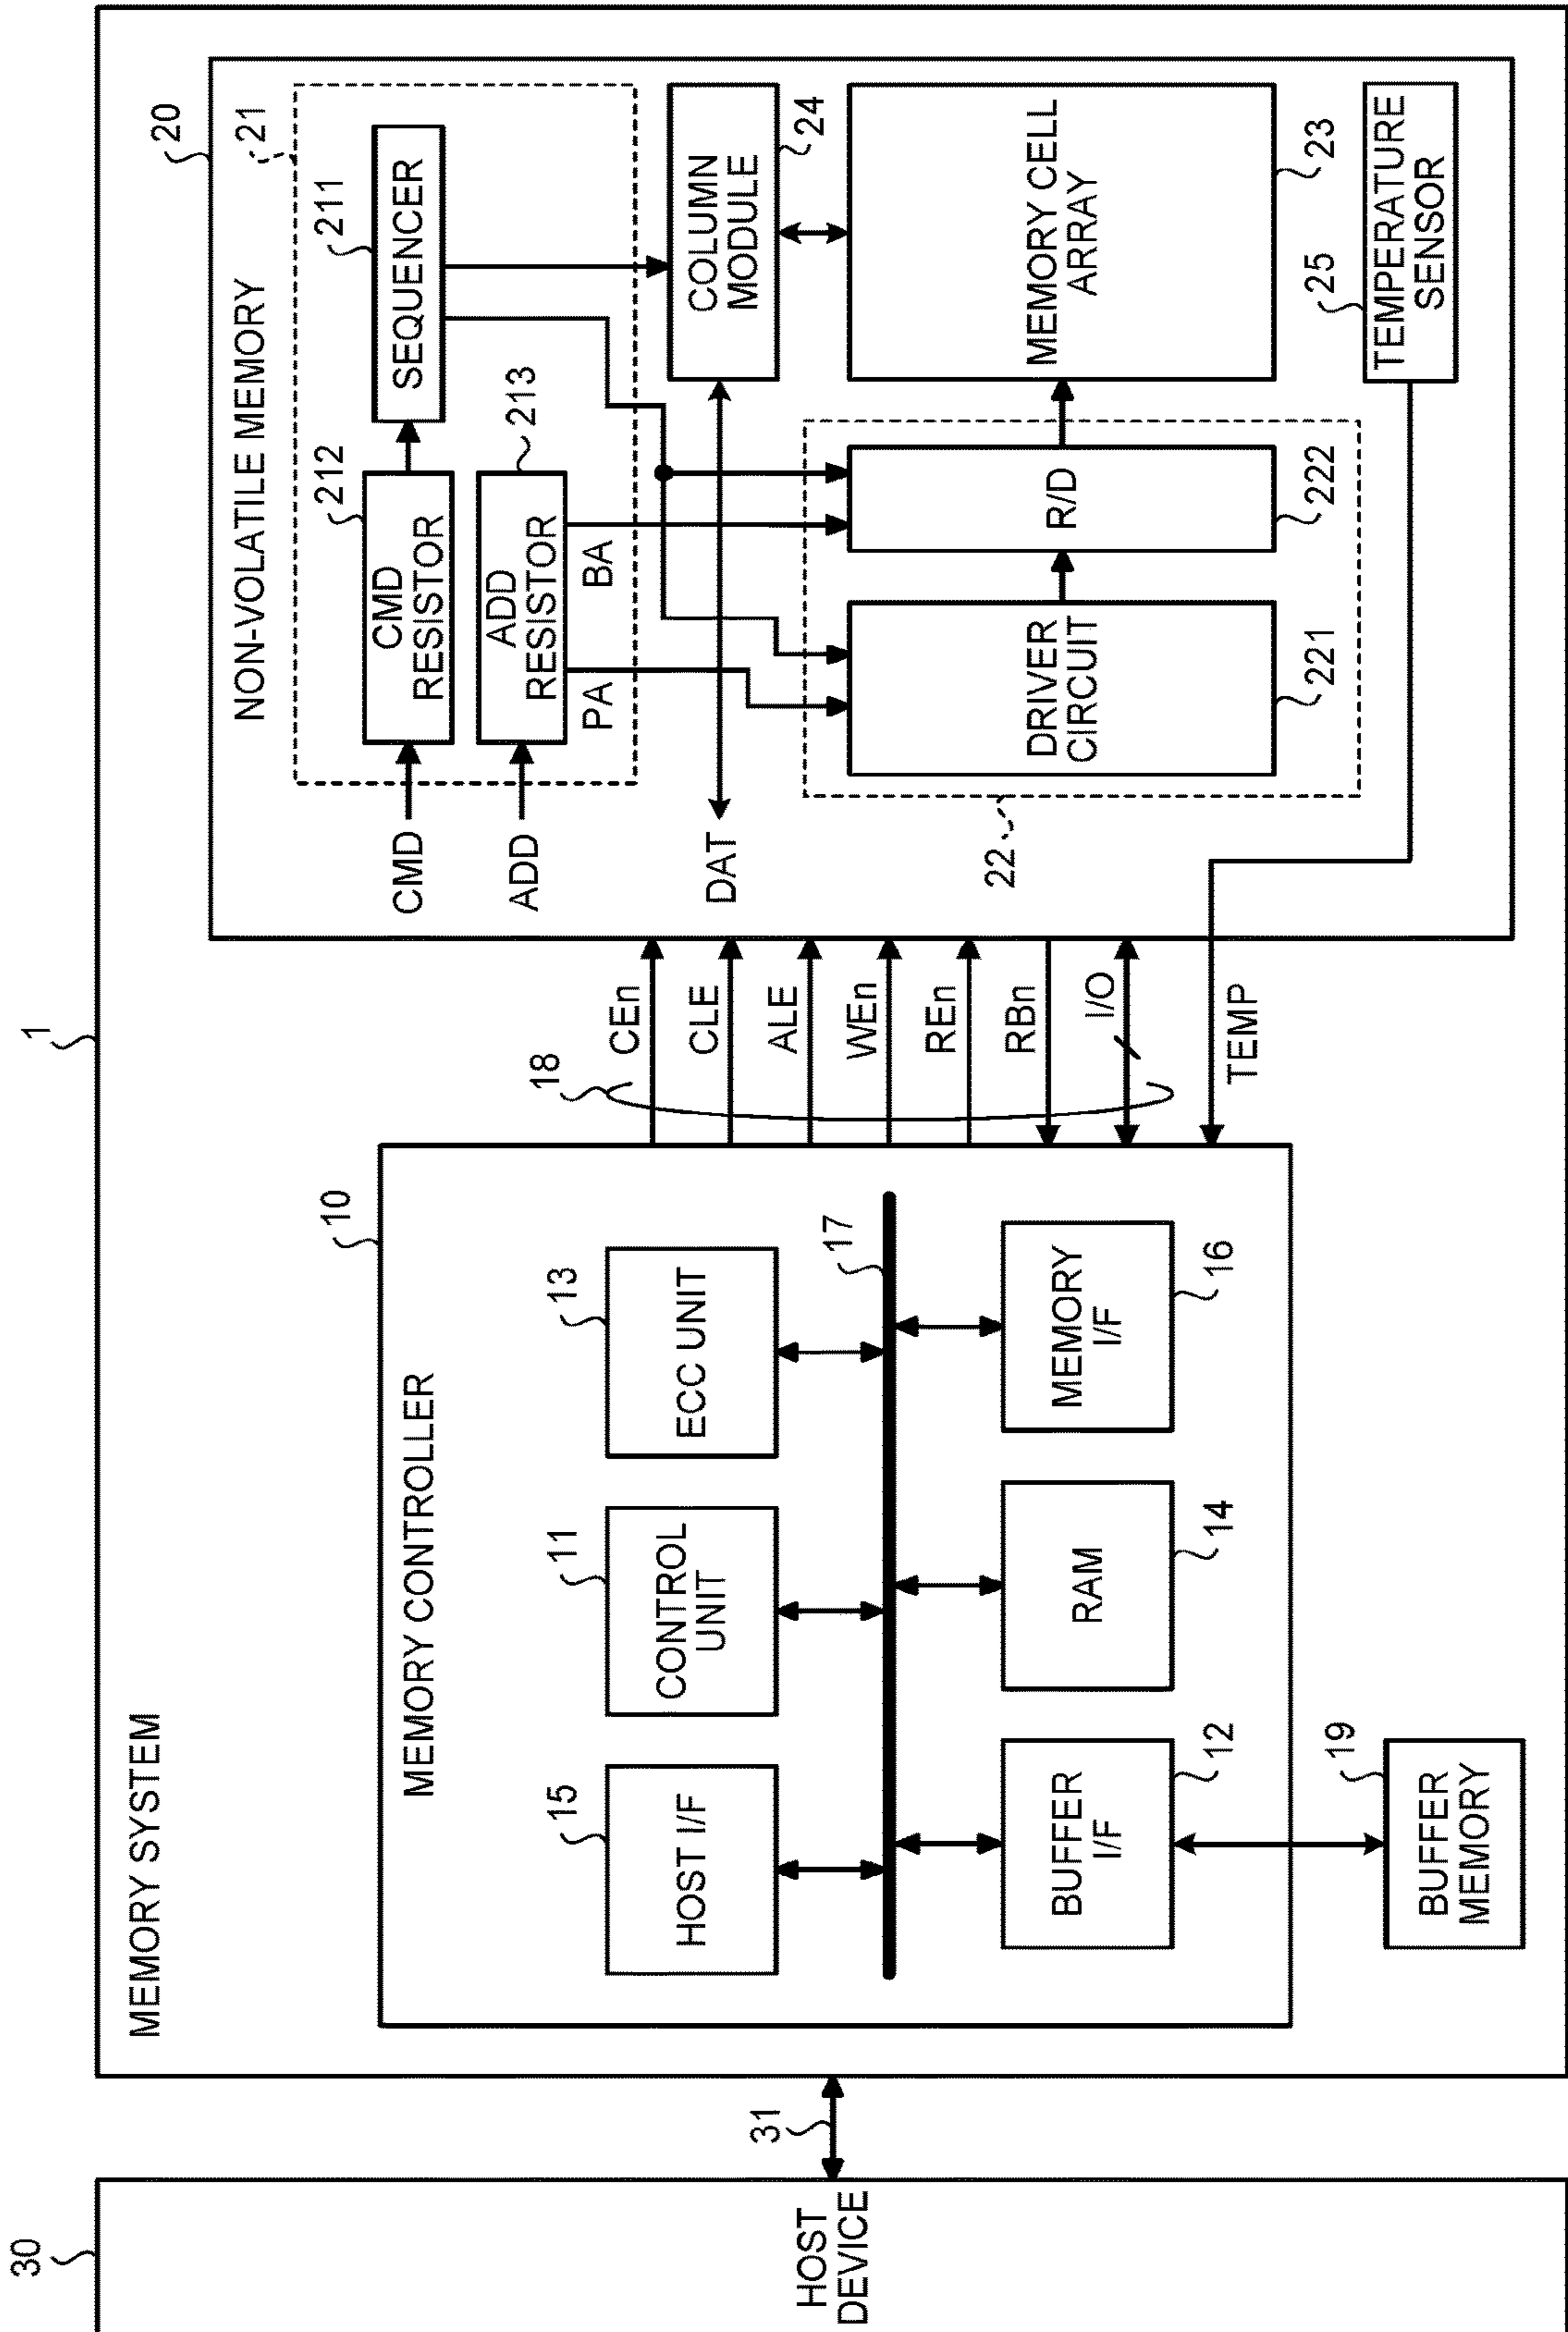 1
30
HOST
DEVICE
31
MEMORY SYSTEM
10
MEMORY CONTROLLER
15
HOST I/F
11
CONTROL
UNIT
13
ECC UNIT
17
BUFFER
I/F
12
RAM
14
MEMORY
I/F
16
BUFFER
MEMORY
19
18
CEn
CLE
ALE
WEn
REn
RBn
I/O
TEMP
20
NON-VOLATILE MEMORY
21
CMD
212
CMD
RESISTOR
211
SEQUENCER
ADD
ADD
RESISTOR
213
PA
BA
DAT
COLUMN
MODULE
24
22
DRIVER
CIRCUIT
221
R/D
222
MEMORY CELL
ARRAY
23
25
TEMPERATURE
SENSOR